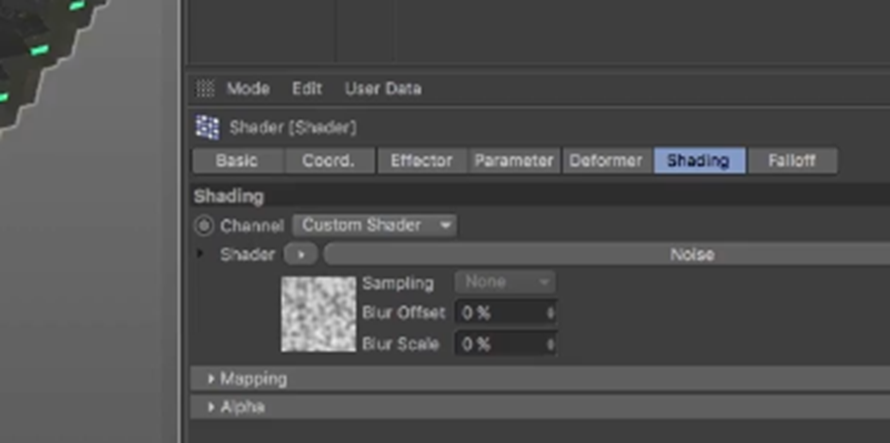 Mode Edit User Data
Shader [Shader]
Basic Coord. Effector Parameter Deformer Shading Falloff
Shading
Channel Custom Shader
Shader Noise
Sampling None
Blur Offset 0 %
Blur Scale 0 %
Mapping
Alpha